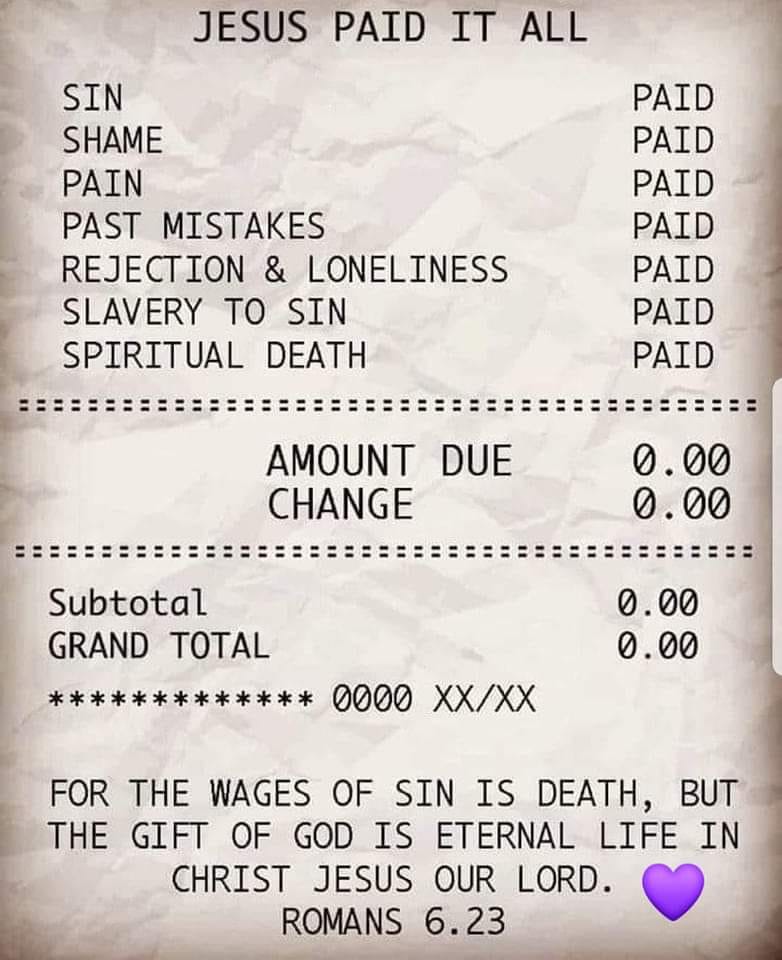 JESUS PAID IT ALL
SIN PAID
SHAME PAID
PAIN PAID
PAST MISTAKES PAID
REJECTION & LONELINESS PAID
SLAVERY TO SIN PAID
SPIRITUAL DEATH PAID
AMOUNT DUE 0.00
CHANGE 0.00
Subtotal 0.00
GRAND TOTAL 0.00
************* 0000 XX/XX
FOR THE WAGES OF SIN IS DEATH, BUT
THE GIFT OF GOD IS ETERNAL LIFE IN
CHRIST JESUS OUR LORD. 💜
ROMANS 6.23